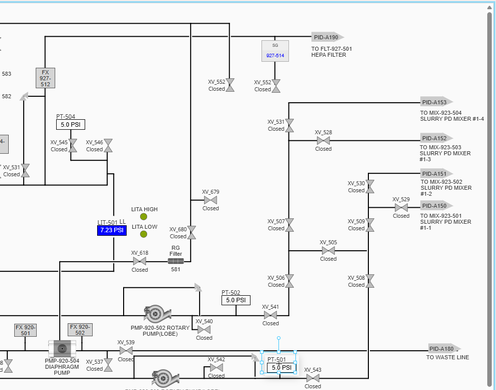 PID-A190
TO FLT-927-501
HEPA FILTER
SG
927-514
583
FX
927-
512
582
XV_552
Closed
XV_552
Closed
PID-A153
TO MIX-923-504
SLURRY PD MIXER #1-4
PT-504
5.0 PSI
XV_531
Closed
XV_528
Closed
PID-A152
TO MIX-923-503
SLURRY PD MIXER
#1-3
XV_545
Closed
XV_546
Closed
XV_531
Closed
PID-A151
TO MIX-923-502
SLURRY PD MIXER
#1-2
XV_530
Closed
XV_679
Closed
XV_529
Closed
PID-A150
TO MIX-923-501
SLURRY PD MIXER
#1-1
LITA HIGH
LIT-501 LL
7.23 PSI
LITA LOW
XV_680
Closed
XV_507
Closed
XV_509
Closed
RG
Filter
581
XV_618
Closed
XV_505
Closed
XV_506
Closed
XV_508
Closed
PT-502
5.0 PSI
XV_541
Closed
PMP-920-502 ROTARY
PUMP(LOBE)
XV_540
Closed
FX 920-
501
FX 920-
502
XV_539
Closed
PMP-920-504
DIAPHRAGM
PUMP
XV_537
Closed
XV_542
Closed
PT-501
5.0 PSI
XV_543
Closed
PID-A180
TO WASTE LINE